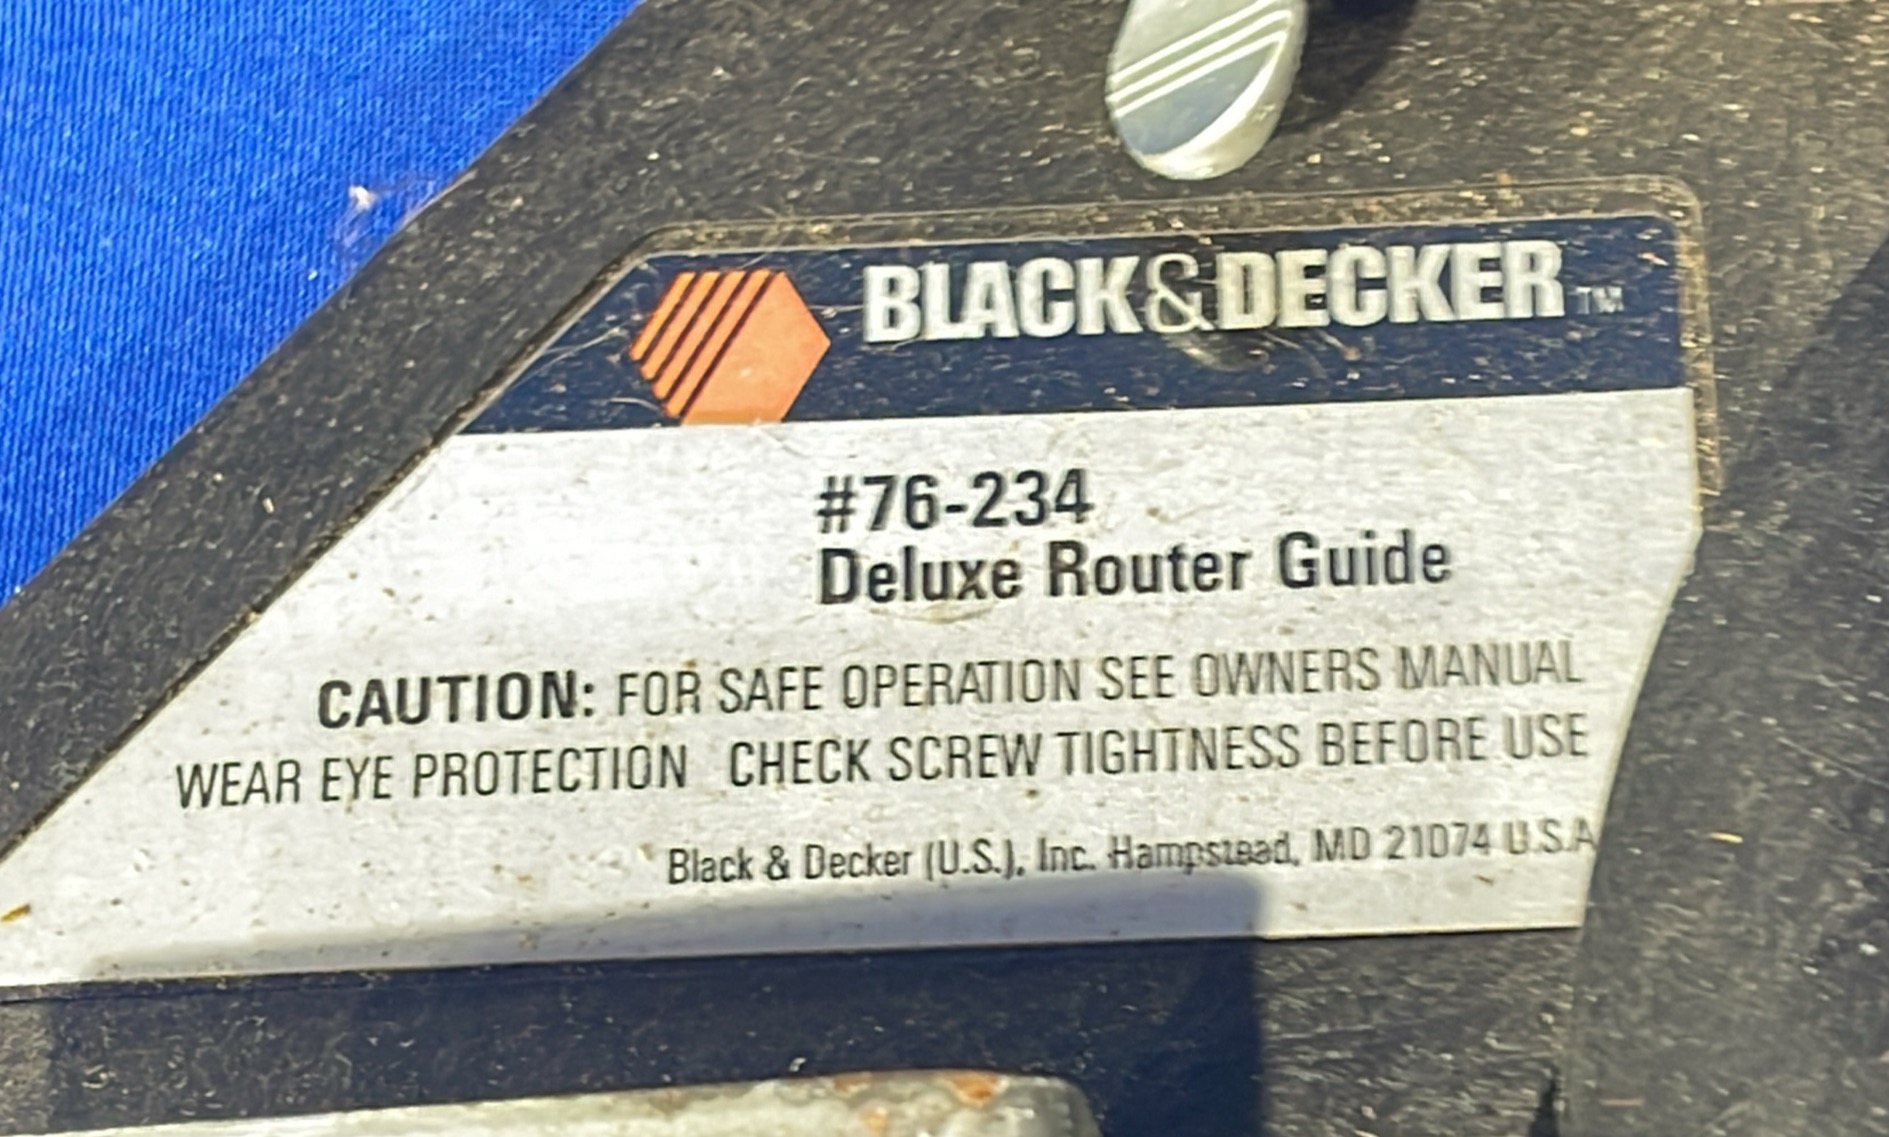 BLACK&DECKER™
#76-234
Deluxe Router Guide
CAUTION: FOR SAFE OPERATION SEE OWNERS MANUAL
WEAR EYE PROTECTION CHECK SCREW TIGHTNESS BEFORE USE
Black & Decker (U.S.), Inc. Hampstead, MD 21074 U.S.A